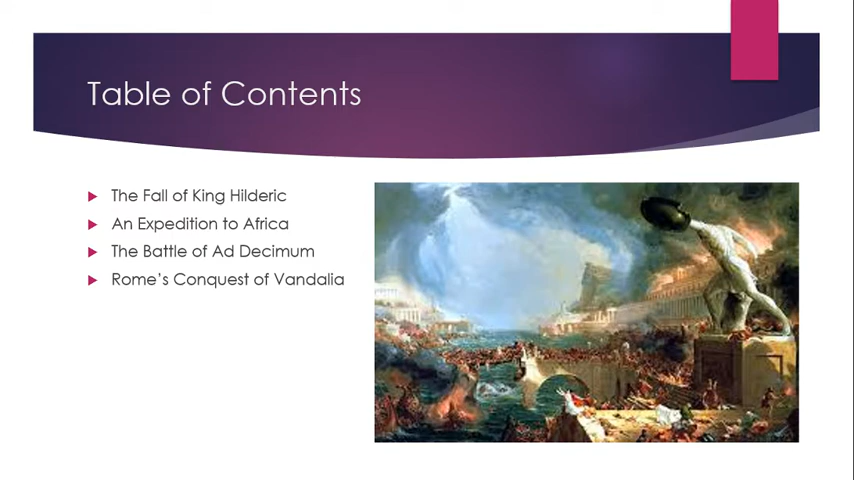 Table of Contents
The Fall of King Hilderic
An Expedition to Africa
The Battle of Ad Decimum
Rome’s Conquest of Vandalia